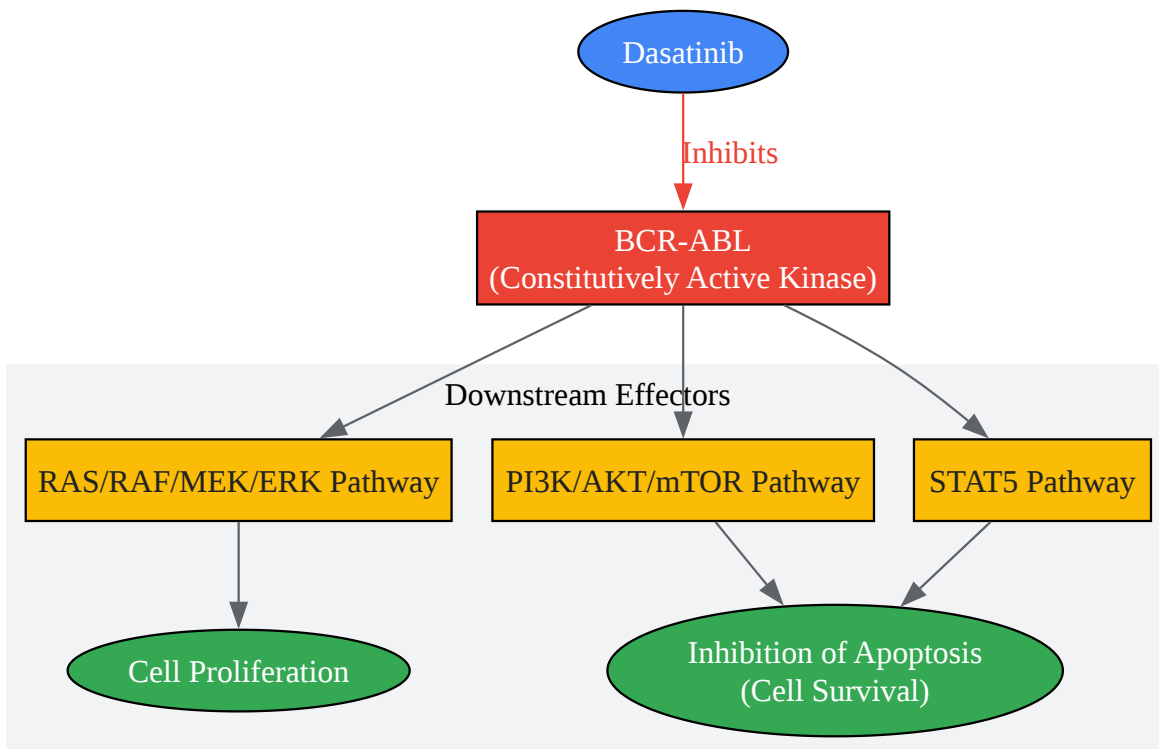 Dasatinib
Inhibits
BCR-ABL
(Constitutively Active Kinase)
Downstream Effectors
RAS/RAF/MEK/ERK Pathway
PI3K/AKT/mTOR Pathway
STAT5 Pathway
Cell Proliferation
Inhibition of Apoptosis
(Cell Survival)